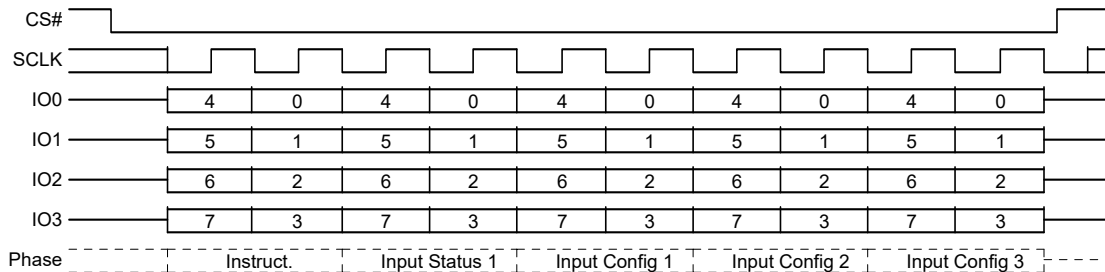 CS#
SCLK
IO0 4 0 4 0 4 0 4 0 4 0
IO1 5 1 5 1 5 1 5 1 5 1
IO2 6 2 6 2 6 2 6 2 6 2
IO3 7 3 7 3 7 3 7 3 7 3
Phase Instruct. Input Status 1 Input Config 1 Input Config 2 Input Config 3